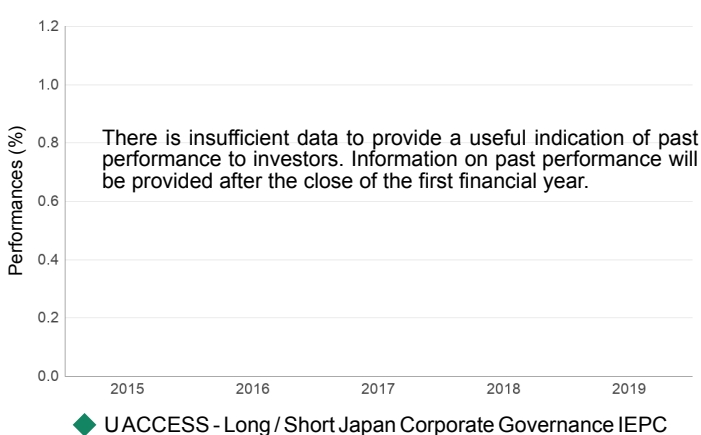 1.2
1.0
0.8
0.6
0.4
0.2
0.0
Performances (%)
There is insufficient data to provide a useful indication of past
performance to investors. Information on past performance will
be provided after the close of the first financial year.
2015 2016 2017 2018 2019
U ACCESS - Long / Short Japan Corporate Governance IEPC